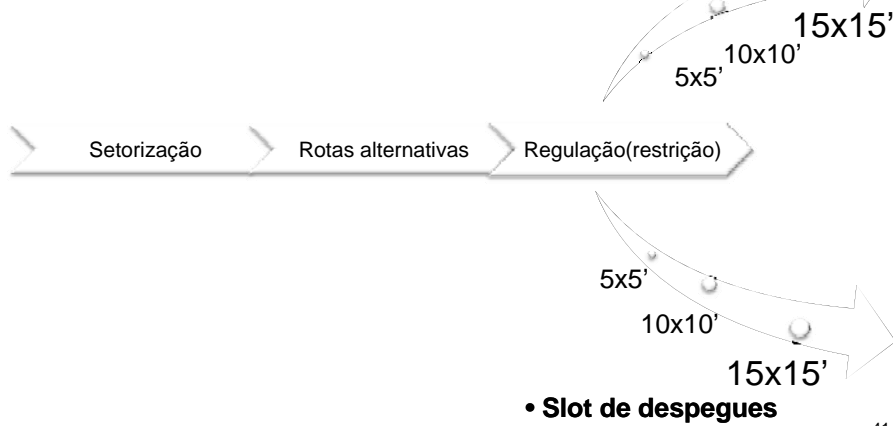 15x15’
10x10’
5x5’
Setorização
Rotas alternativas
Regulação(restrição)
5x5’
10x10’
15x15’
• Slot de despegues